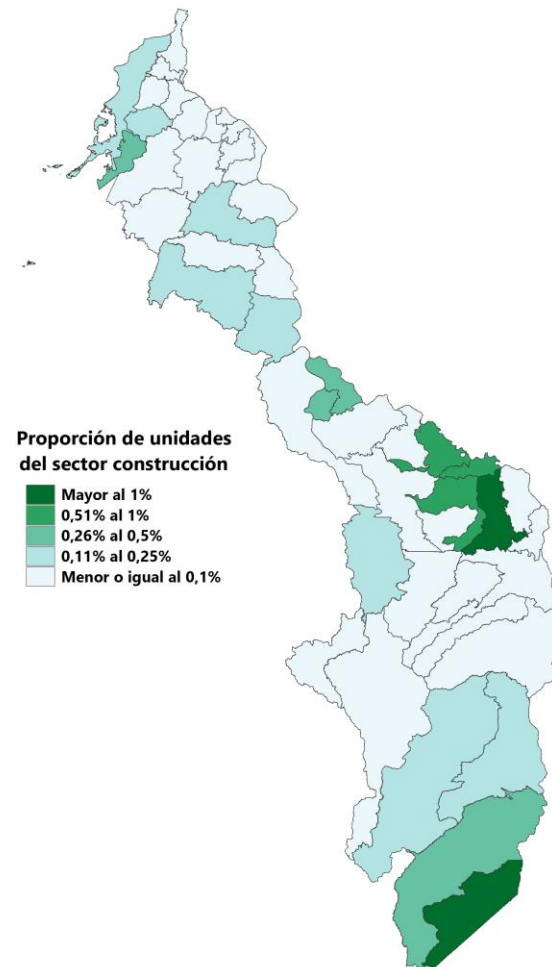 Proporción de unidades
del sector construcción
Mayor al 1%
0,51% al 1%
0,26% al 0,5%
0,11% al 0,25%
Menor o igual al 0,1%